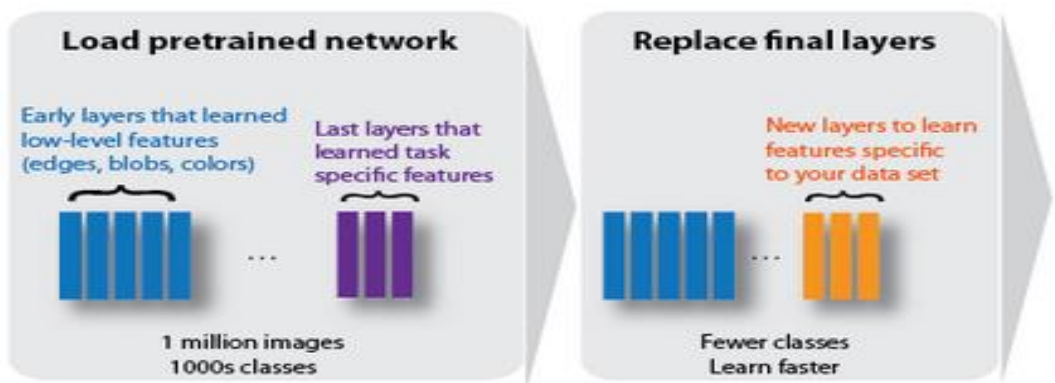 Load pretrained network
Early layers that learned
low-level features
(edges, blobs, colors)
Last layers that
learned task
specific features
...
1 million images
1000s classes
Replace final layers
New layers to learn
features specific
to your data set
...
Fewer classes
Learn faster